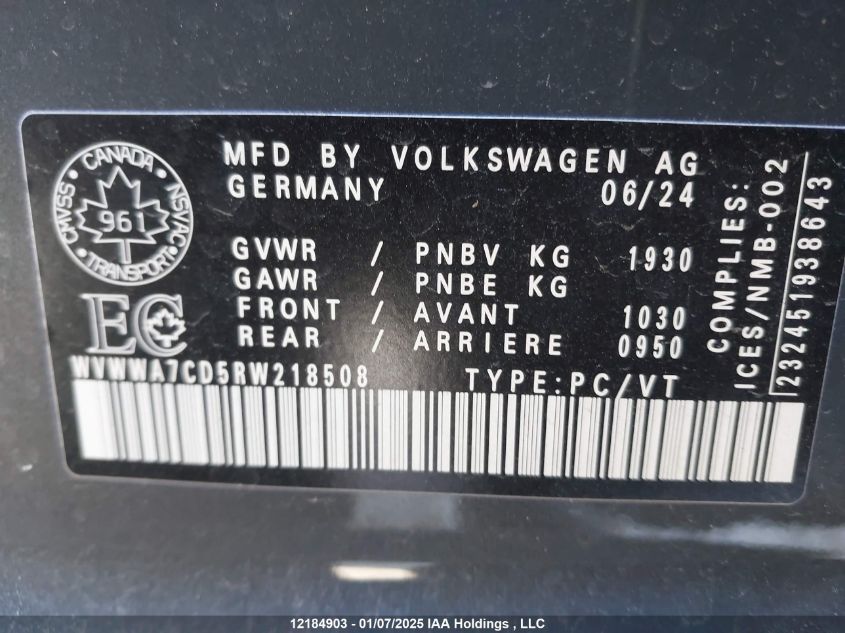 CANADA
CMVSS
NSVAC
961
TRANSPORT
MFD BY VOLKSWAGEN AG
GERMANY 06/24
GVWR / PNBV KG 1930
GAWR / PNBE KG
FRONT / AVANT 1030
REAR / ARRIERE 0950
EC
WVWWA7CD5RW218508 TYPE:PC/VT
COMPLIES:
ICES/NMB-002
232451938643
12184903 - 01/07/2025 IAA Holdings , LLC